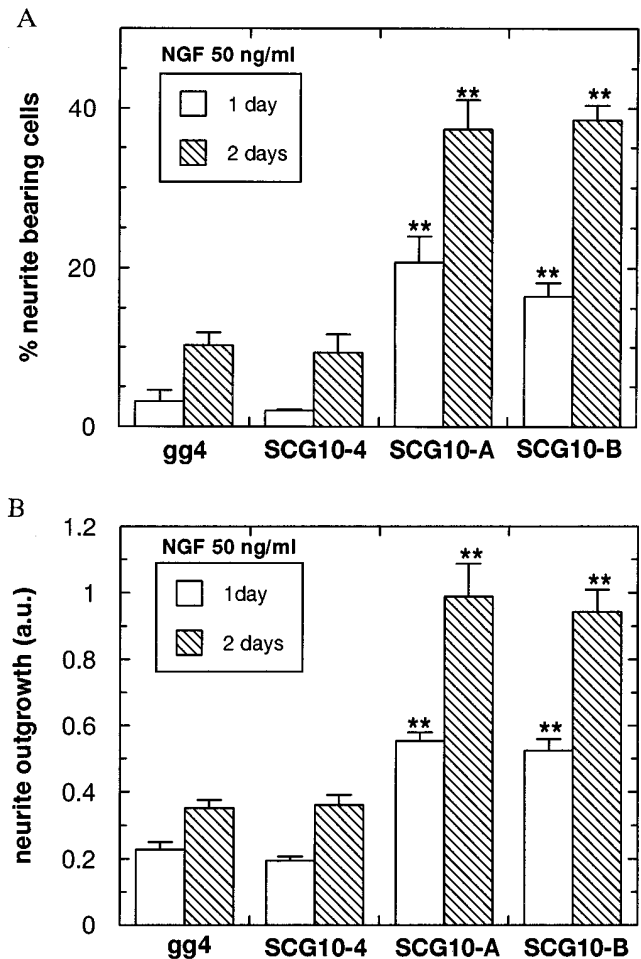 A
NGF 50 ng/ml
1 day
2 days
% neurite bearing cells
40
20
0
**
**
**
**
gg4 SCG10-4 SCG10-A SCG10-B
B
NGF 50 ng/ml
1day
2 days
neurite outgrowth (a.u.)
1.2
1
0.8
0.6
0.4
0.2
0
**
**
**
**
gg4 SCG10-4 SCG10-A SCG10-B